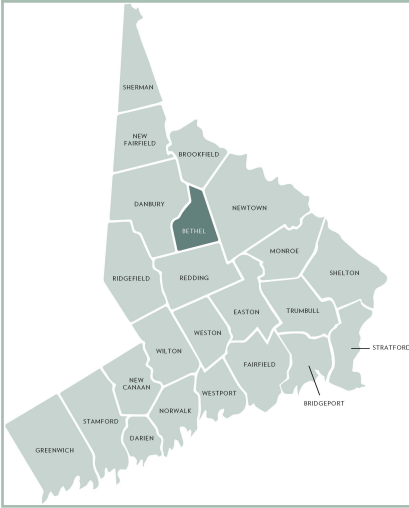 SHERMAN
NEW
FAIRFIELD
BROOKFIELD
DANBURY
NEWTOWN
BETHEL
MONROE
SHELTON
RIDGEFIELD
REDDING
EASTON
TRUMBULL
WESTON
STRATFORD
WILTON
FAIRFIELD
NEW
CANAAN
WESTPORT
BRIDGEPORT
NORWALK
STAMFORD
DARIEN
GREENWICH